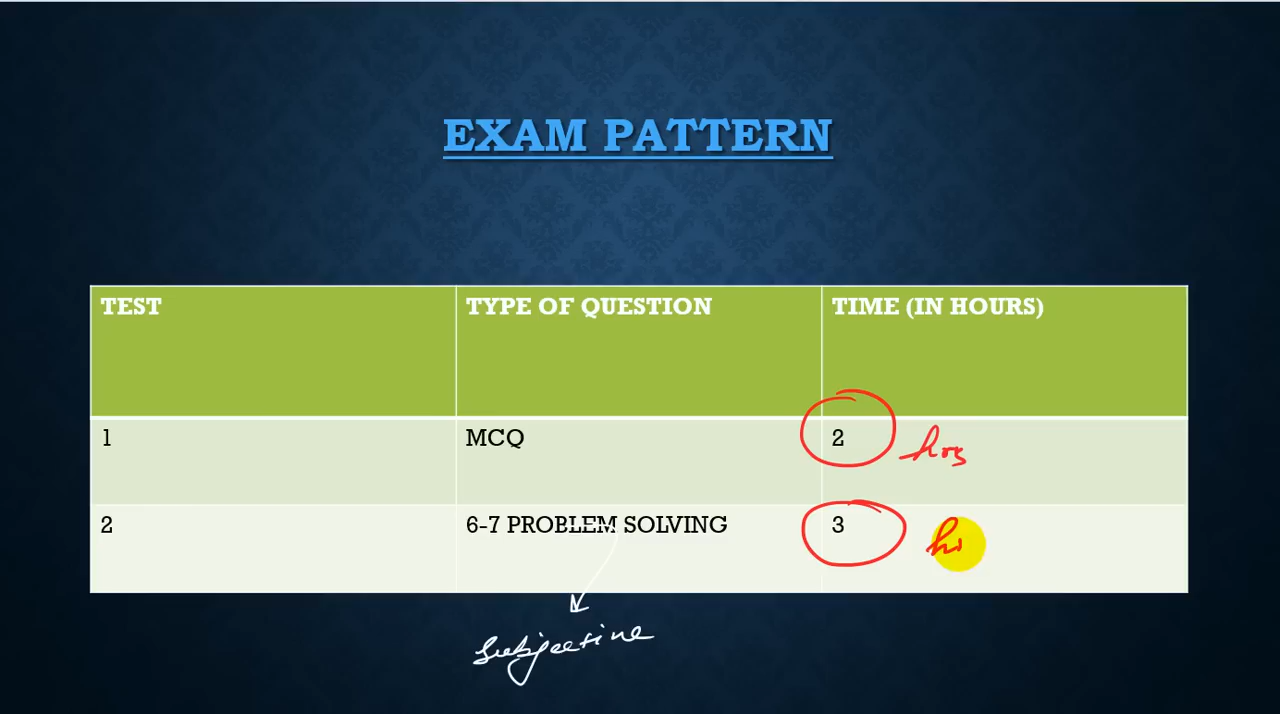 EXAM PATTERN
TEST TYPE OF QUESTION TIME (IN HOURS)
1 MCQ 2 hrs
2 6-7 PROBLEM SOLVING 3
subjective